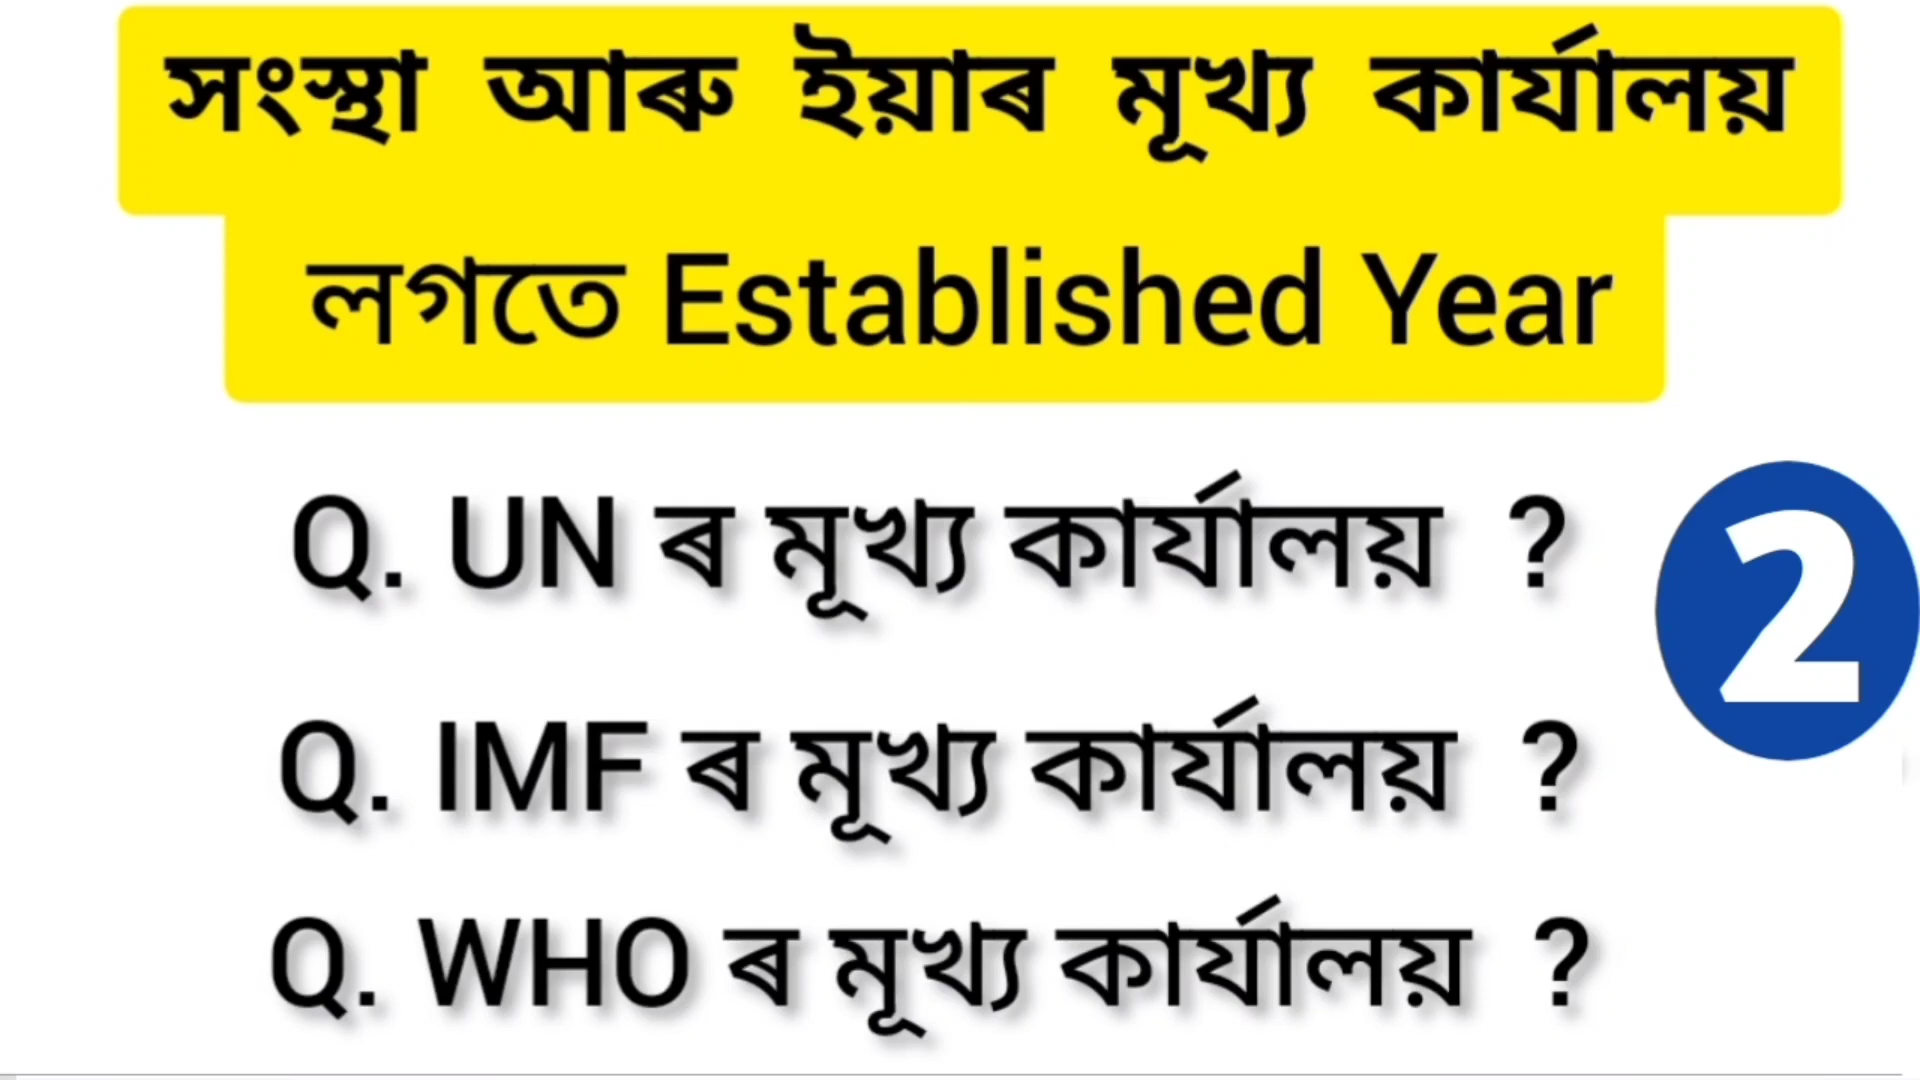 সংস্থা আৰু ইয়াৰ মূখ্য কাৰ্যালয়
লগতে Established Year
Q. UN ৰ মূখ্য কাৰ্যালয় ?
2
Q. IMF ৰ মূখ্য কাৰ্যালয় ?
Q. WHO ৰ মূখ্য কাৰ্যালয় ?